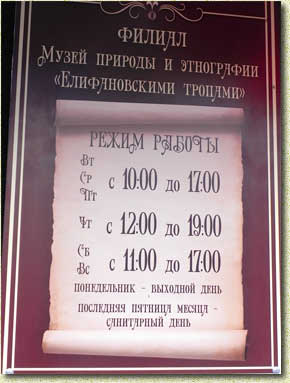 ФИЛИАЛ
Музей природы и этнографии
«Елифановскими тропами»
РЕЖИМ РАБОТЫ
Вт
Ср с 10:00 до 17:00
Пт
Чт с 12:00 до 19:00
Сб
Вс с 11:00 до 17:00
понедельник - выходной день
последняя пятница месяца -
санитарный день